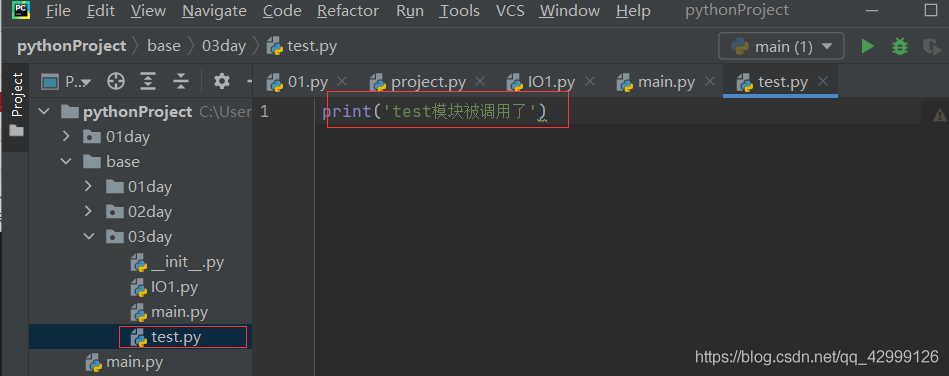 PC File Edit View Navigate Code Refactor Run Tools VCS Window Help pythonProject
pythonProject base 03day test.py main (1)
Project P... 01.py project.py IO1.py main.py test.py
pythonProject C:\User
1 print('test模块被调用了')
01day
base
01day
02day
03day
__init__.py
IO1.py
main.py
test.py
main.py
https://blog.csdn.net/qq_42999126